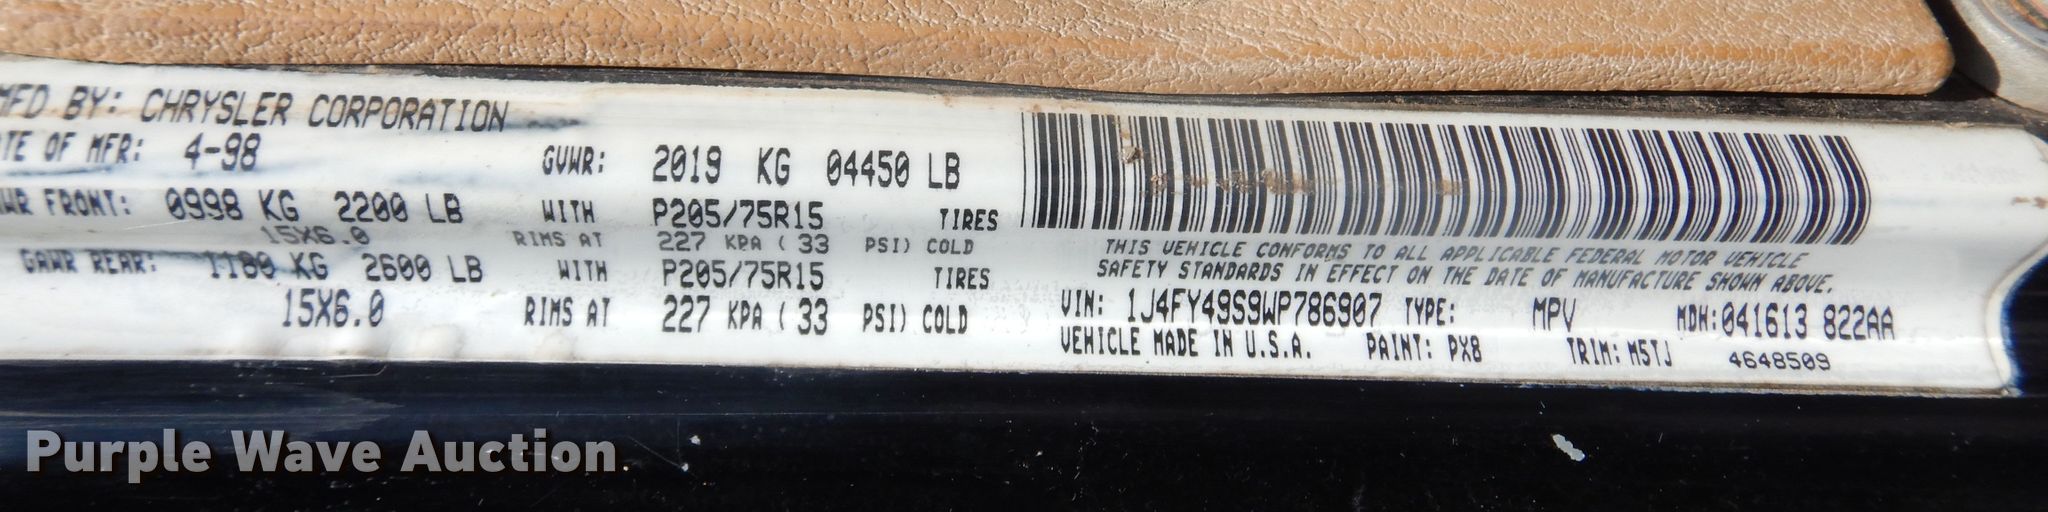 MFD BY: CHRYSLER CORPORATION
DATE OF MFR: 4-98 GVWR: 2019 KG 04450 LB
GAWR FRONT: 0998 KG 2200 LB WITH P205/75R15 TIRES
15X6.0 RIMS AT 227 KPA ( 33 PSI) COLD
GAWR REAR: 1180 KG 2600 LB WITH P205/75R15 TIRES
15X6.0 RIMS AT 227 KPA ( 33 PSI) COLD
THIS VEHICLE CONFORMS TO ALL APPLICABLE FEDERAL MOTOR VEHICLE
SAFETY STANDARDS IN EFFECT ON THE DATE OF MANUFACTURE SHOWN ABOVE.
VIN: 1J4FY49S9WP786907 TYPE: MPV MDH:041613 822AA
VEHICLE MADE IN U.S.A. PAINT: PX8 TRIM: M5TJ 4648509
Purple Wave Auction